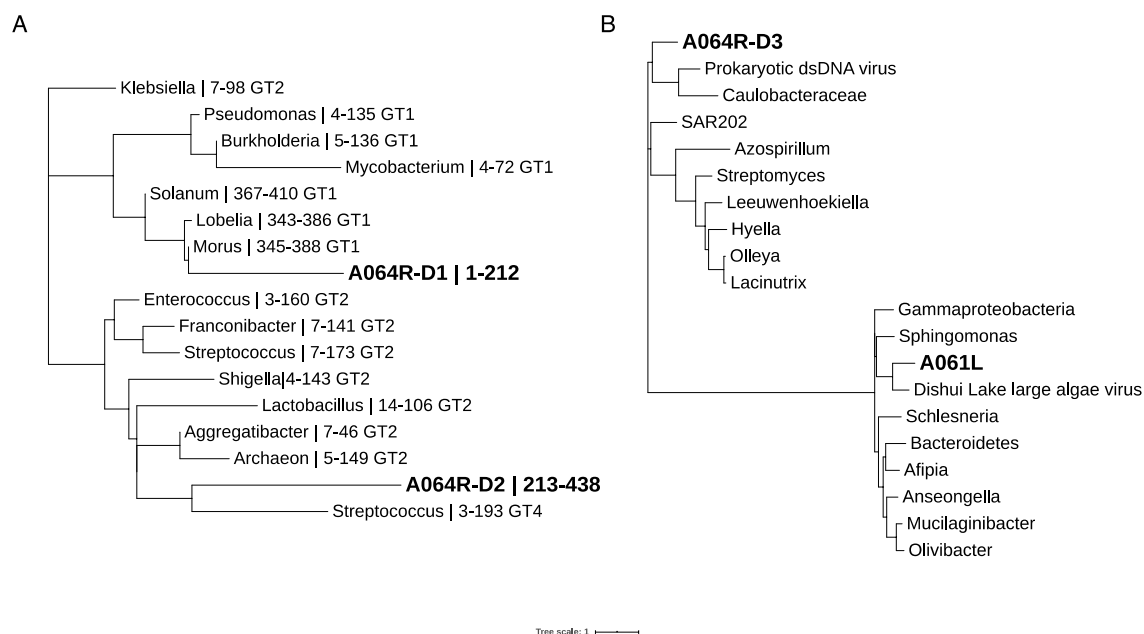 A
Klebsiella | 7-98 GT2
Pseudomonas | 4-135 GT1
Burkholderia | 5-136 GT1
Mycobacterium | 4-72 GT1
Solanum | 367-410 GT1
Lobelia | 343-386 GT1
Morus | 345-388 GT1
A064R-D1 | 1-212
Enterococcus | 3-160 GT2
Franconibacter | 7-141 GT2
Streptococcus | 7-173 GT2
Shigella|4-143 GT2
Lactobacillus | 14-106 GT2
Aggregatibacter | 7-46 GT2
Archaeon | 5-149 GT2
A064R-D2 | 213-438
Streptococcus | 3-193 GT4
B
A064R-D3
Prokaryotic dsDNA virus
Caulobacteraceae
SAR202
Azospirillum
Streptomyces
Leeuwenhoekiella
Hyella
Olleya
Lacinutrix
Gammaproteobacteria
Sphingomonas
A061L
Dishui Lake large algae virus
Schlesneria
Bacteroidetes
Afipia
Anseongella
Mucilaginibacter
Olivibacter
Tree scale: 1